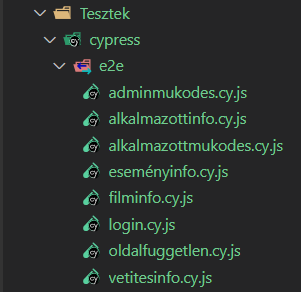 Tesztek
cypress
e2e
adminmukodes.cy.js
alkalmazottinfo.cy.js
alkalmazottmukodes.cy.js
eseményinfo.cy.js
filminfo.cy.js
login.cy.js
oldalfuggetlen.cy.js
vetitesinfo.cy.js